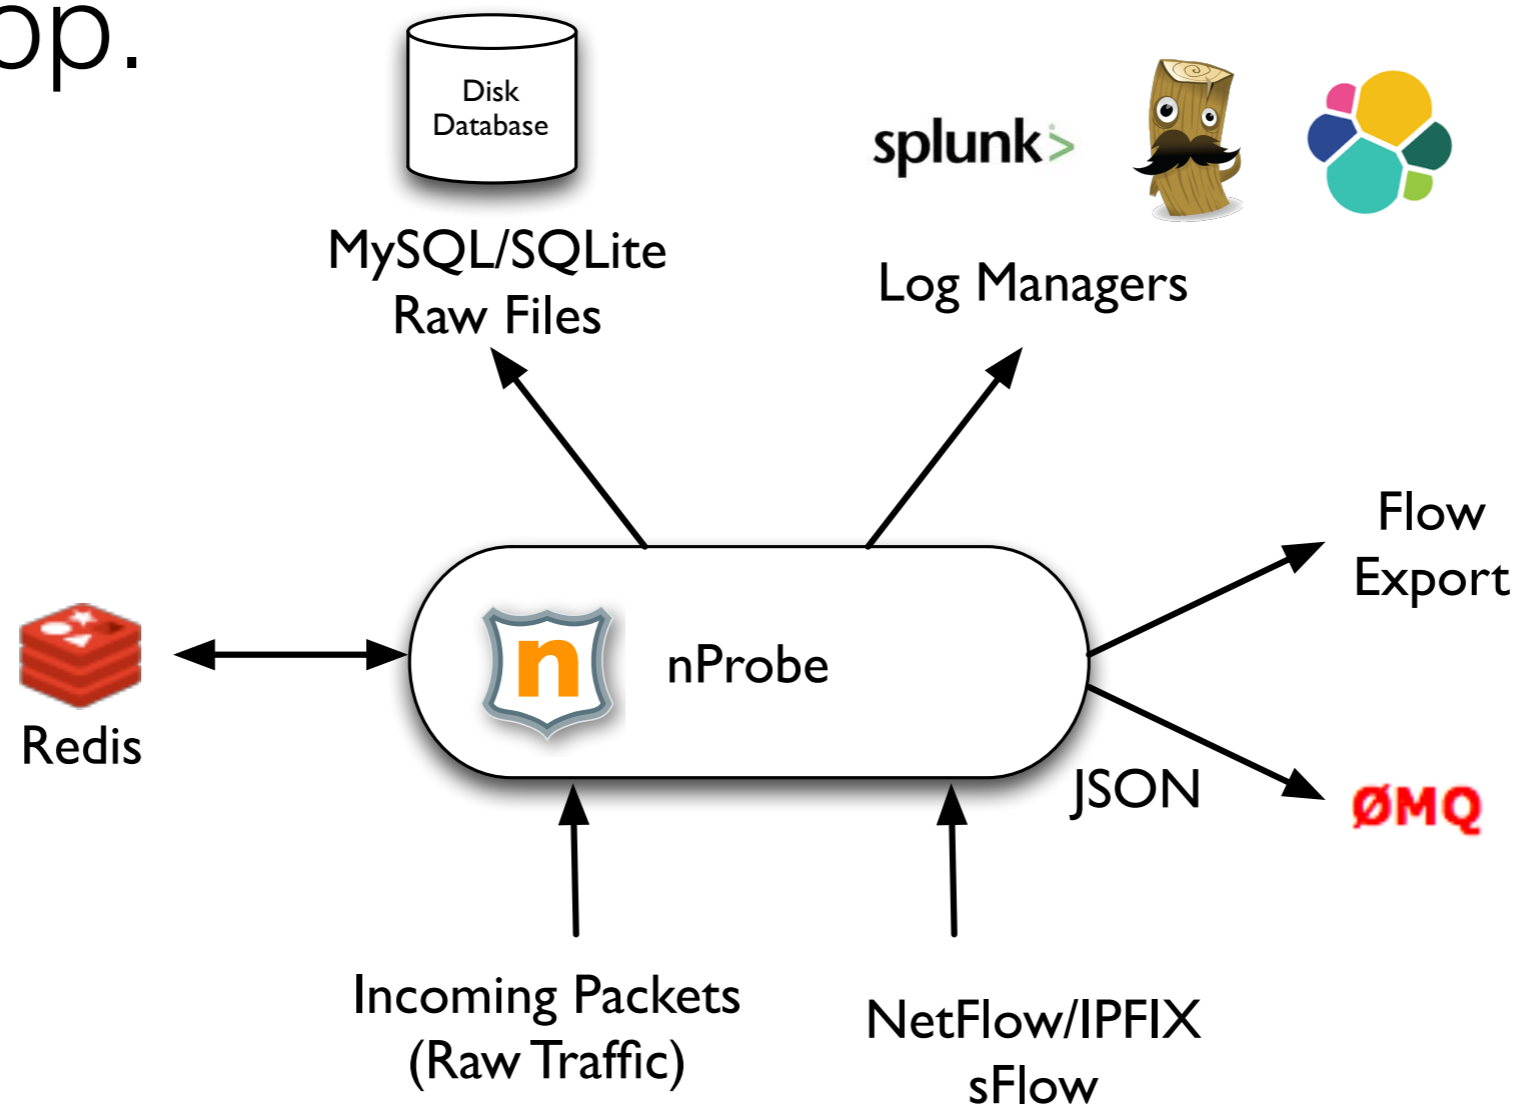 op.
Disk
Database
splunk>
MySQL/SQLite
Raw Files
Log Managers
Flow
Export
n
nProbe
Redis
JSON
ØMQ
Incoming Packets
(Raw Traffic)
NetFlow/IPFIX
sFlow